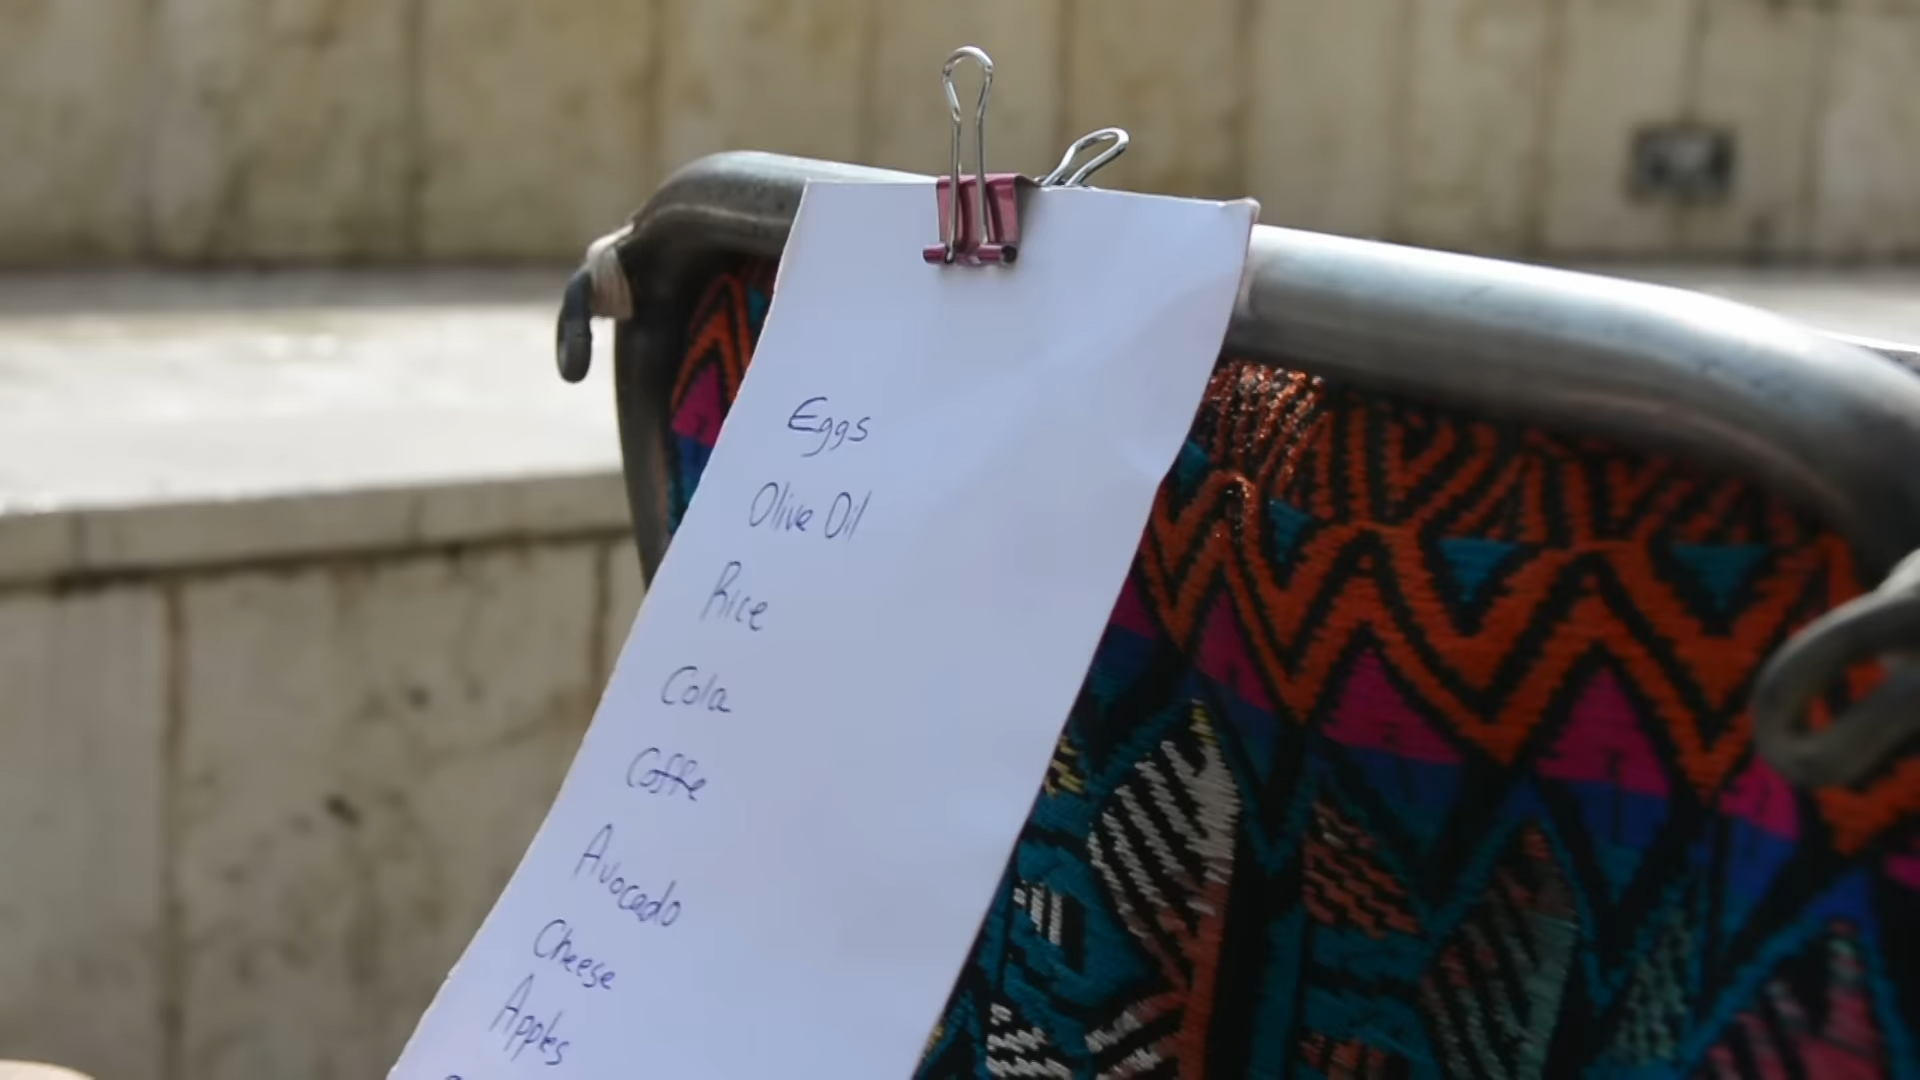 Eggs
Olive Oil
Rice
Cola
Coffe
Avocado
Cheese
Apples